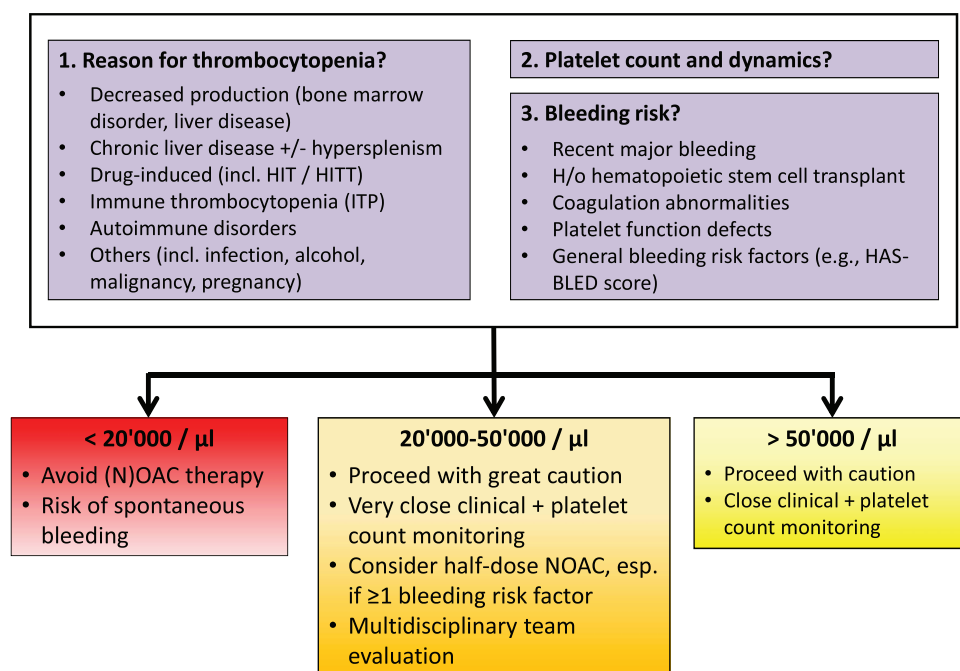 1. Reason for thrombocytopenia?
• Decreased production (bone marrow
disorder, liver disease)
• Chronic liver disease +/- hypersplenism
• Drug-induced (incl. HIT / HITT)
• Immune thrombocytopenia (ITP)
• Autoimmune disorders
• Others (incl. infection, alcohol,
malignancy, pregnancy)
2. Platelet count and dynamics?
3. Bleeding risk?
• Recent major bleeding
• H/o hematopoietic stem cell transplant
• Coagulation abnormalities
• Platelet function defects
• General bleeding risk factors (e.g., HAS-
BLED score)
< 20'000 / µl
• Avoid (N)OAC therapy
• Risk of spontaneous
bleeding
20'000-50'000 / µl
• Proceed with great caution
• Very close clinical + platelet
count monitoring
• Consider half-dose NOAC, esp.
if ≥1 bleeding risk factor
• Multidisciplinary team
evaluation
> 50'000 / µl
• Proceed with caution
• Close clinical + platelet
count monitoring